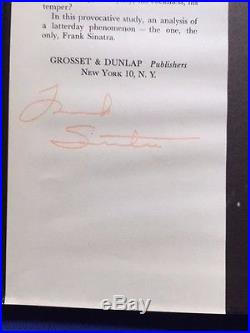 temper?
In this provocative study, an analysis of
a latterday phenomenon — the one, the
only, Frank Sinatra.
GROSSET & DUNLAP Publishers
NEW YORK 10, N. Y.
Frank
Sinatra